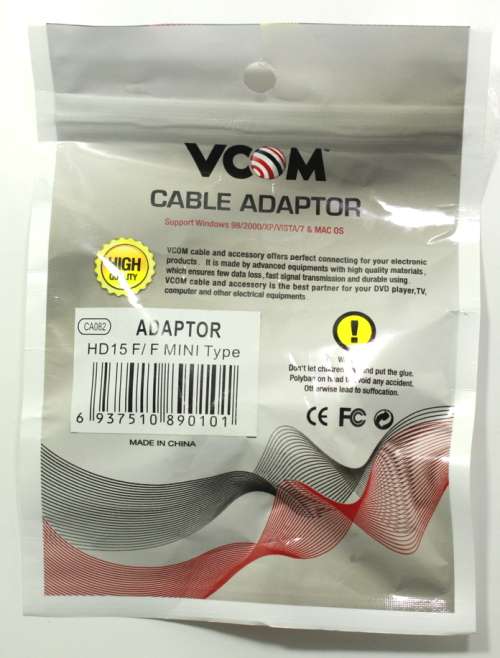 VCOM™
CABLE ADAPTOR
Support Windows 98/2000/XP/VISTA/7 & MAC OS
HIGH
QUALITY
VCOM cable and accessory offers perfect connecting for your electronic
products . It is made by advanced equipments with high quality materials,
which ensures few data loss, fast signal transmission and durable using.
VCOM cable and accessory is the best partner for your DVD player,TV,
computer and other electrical equipments
CA082
ADAPTOR
HD15 F/ F MINI Type
6 937510 890101
MADE IN CHINA
!
Don't let children and put the glue.
Polybag on head to avoid any accident.
Otherwise lead to suffocation.
CE FC